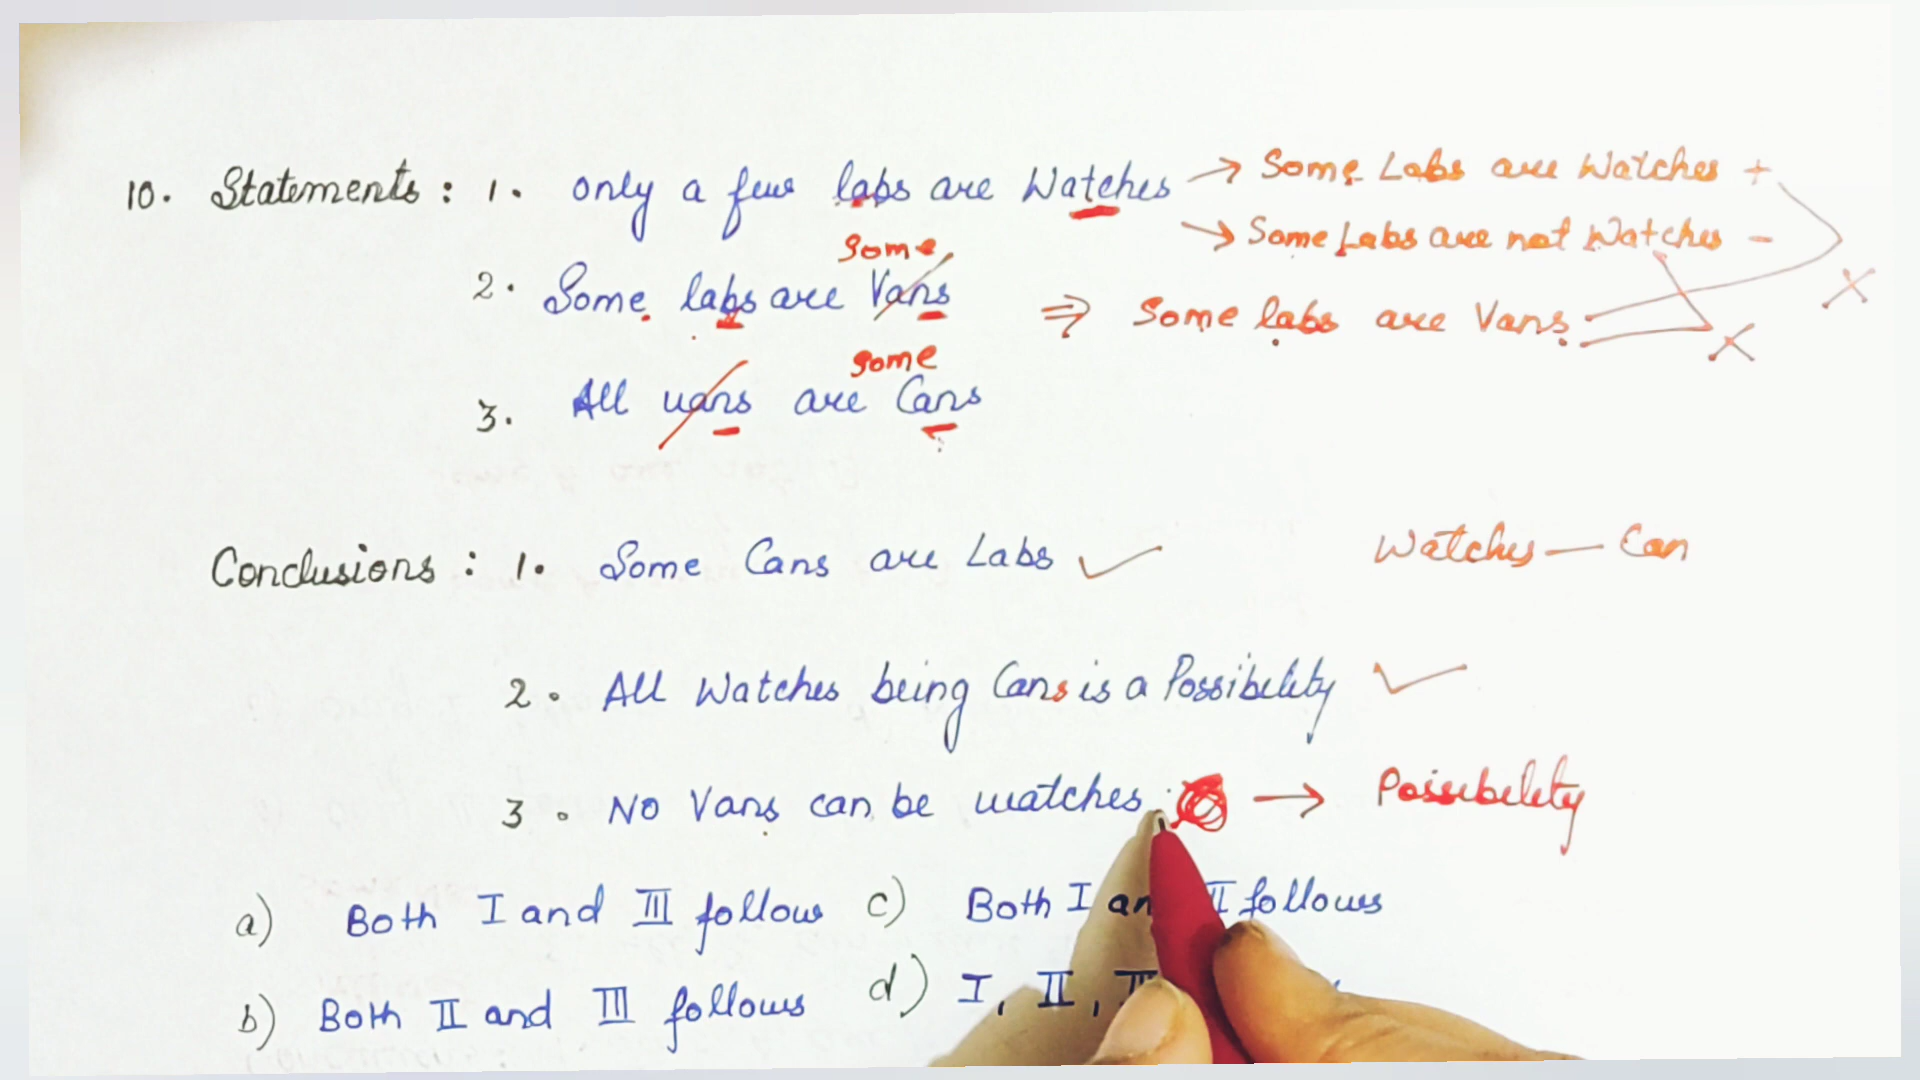 10. Statements : 1. only a few labs are Watches → Some Labs are Watches +
→ Some Labs are not Watches -
Some
2. Some labs are Vans ⇒ Some labs are Vans
Some
3. All vans are Cans
Conclusions : 1. Some Cans are Labs ✓ Watches — Can
2. All Watches being Cans is a Possibility ✓
3. No Vans can be watches. → Possibility
a) Both I and III follow c) Both I follows
b) Both II and III follows d) I, II,